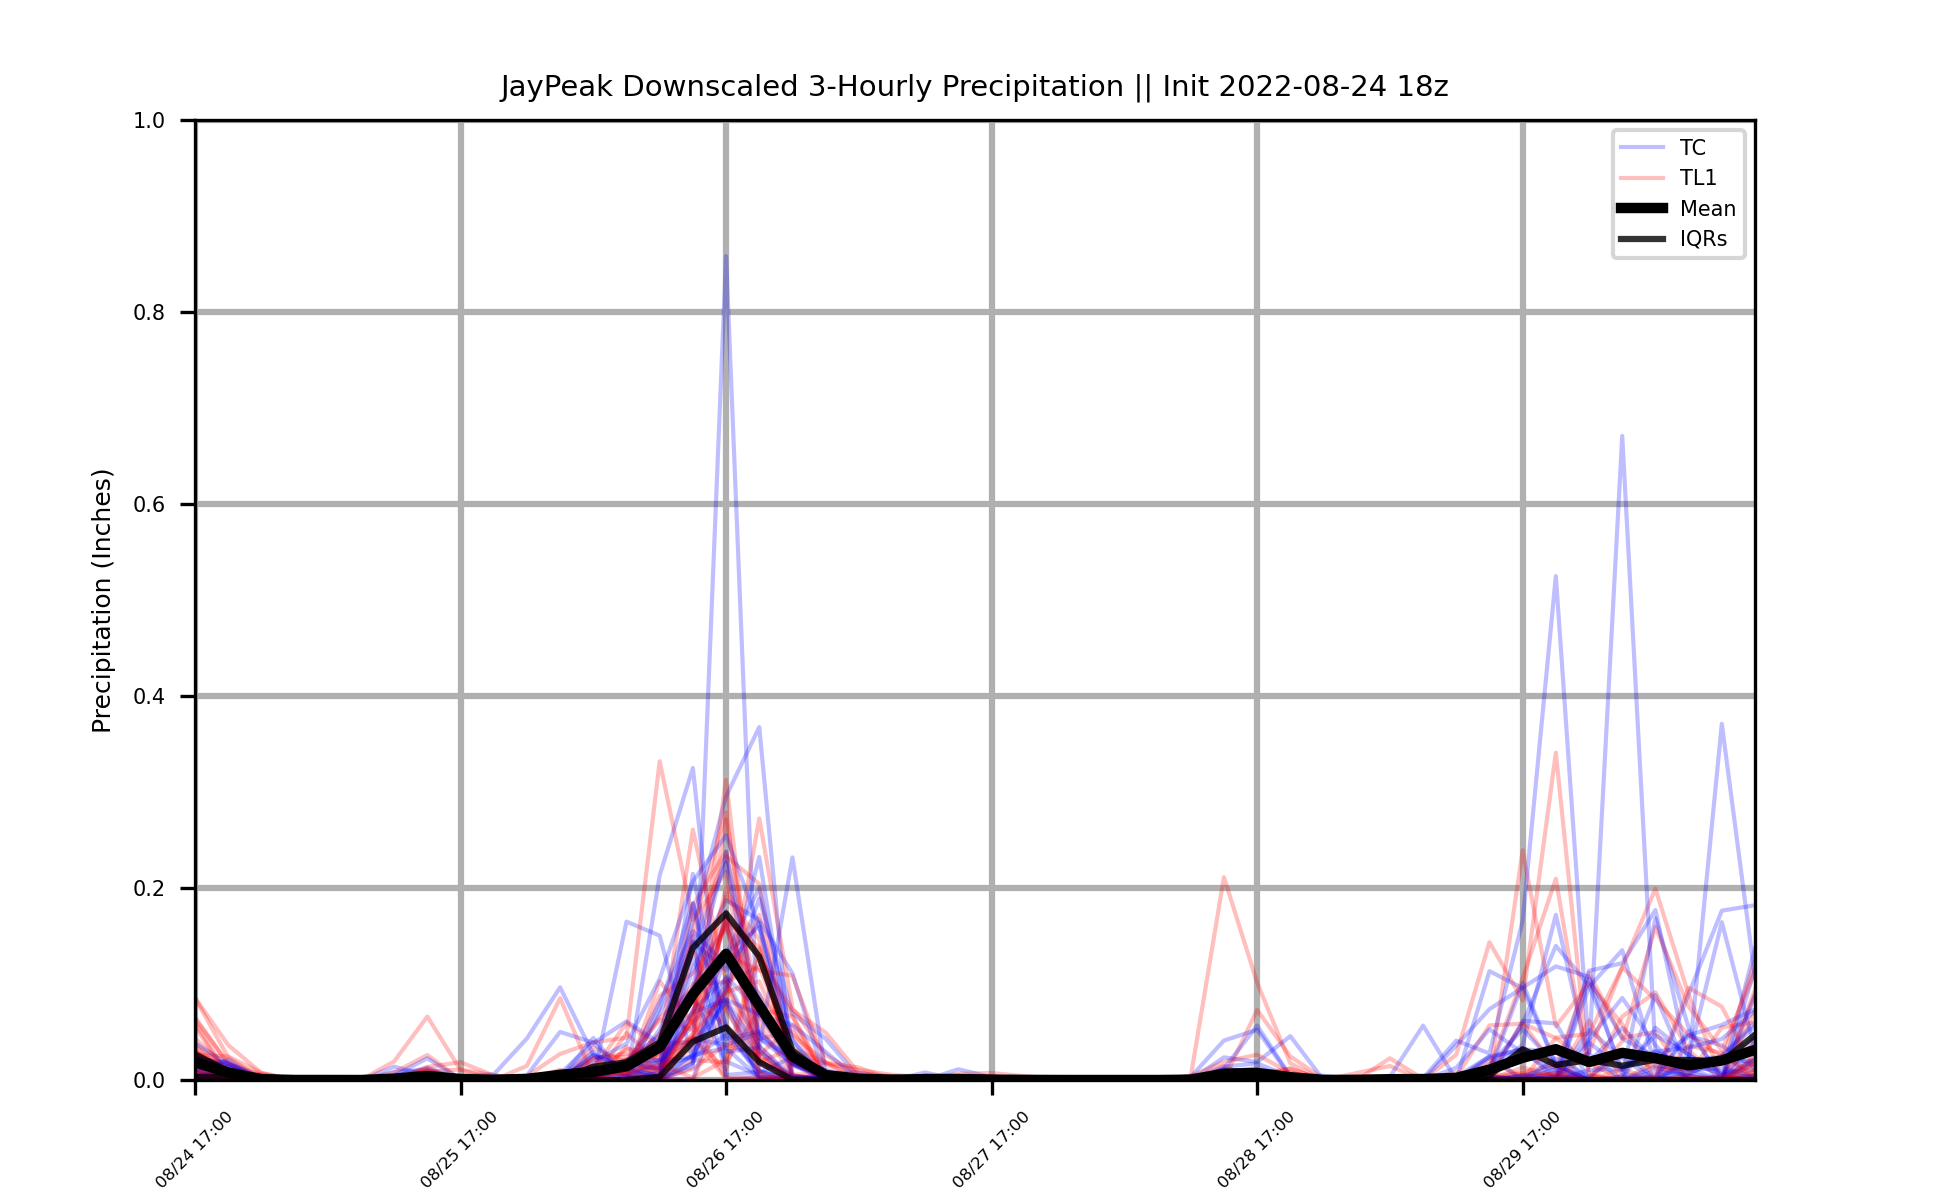 JayPeak Downscaled 3-Hourly Precipitation || Init 2022-08-24 18z
Precipitation (Inches)
1.0
0.8
0.6
0.4
0.2
0.0
TC
TL1
Mean
IQRs
08/24 17:00
08/25 17:00
08/26 17:00
08/27 17:00
08/28 17:00
08/29 17:00